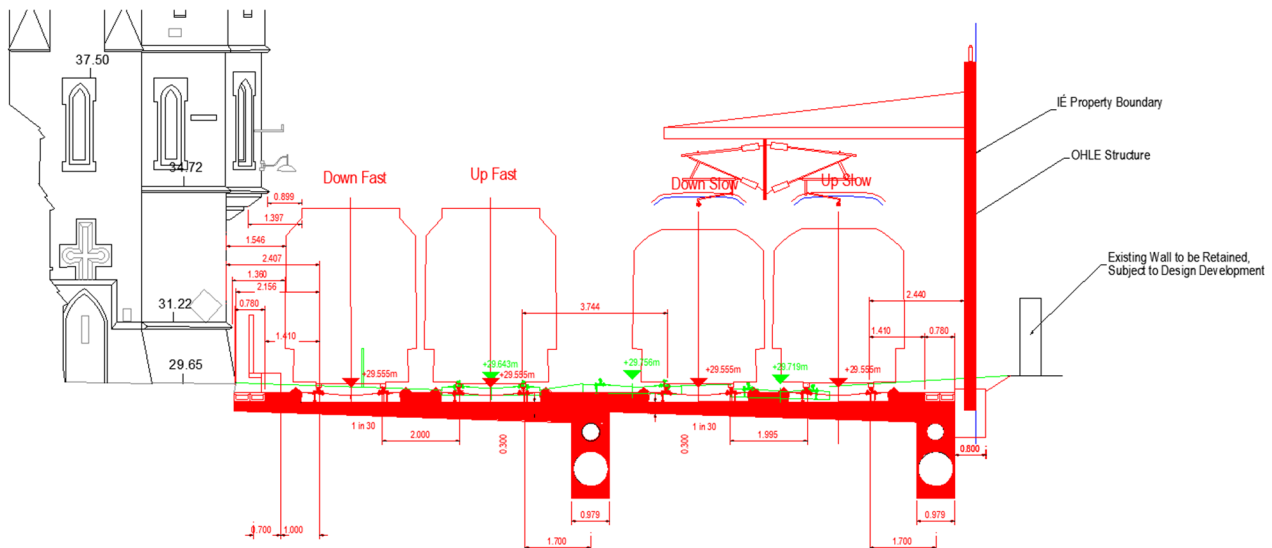 37.50
IÉ Property Boundary
OHLE Structure
34.72
Down Fast
Up Fast
Down Slow
Up Slow
0.899
1.397
1.546
Existing Wall to be Retained,
Subject to Design Development
2.407
1.360
2.156
31.22
0.780
2.440
3.744
1.410
1.410
0.780
29.65
+29.555m
+29.643m
+29.555m
+29.756m
+29.555m
+29.719m
+29.555m
1 in 30
2.000
0.300
0.300
1 in 30
1.995
0.800
0.979
0.979
0.700
1.000
1.700
1.700